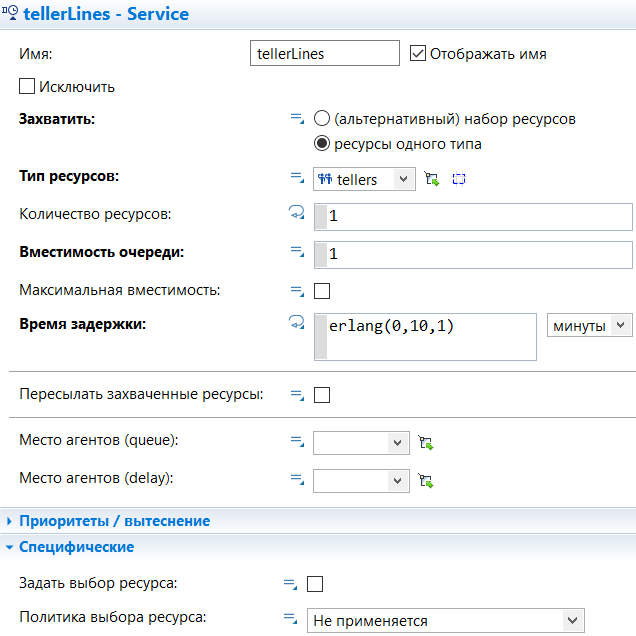 tellerLines - Service
Имя: tellerLines Отображать имя
Исключить
Захватить: (альтернативный) набор ресурсов
ресурсы одного типа
Тип ресурсов: tellers
Количество ресурсов: 1
Вместимость очереди: 1
Максимальная вместимость:
Время задержки: erlang(0,10,1) минуты
Пересылать захваченные ресурсы:
Место агентов (queue):
Место агентов (delay):
Приоритеты / вытеснение
Специфические
Задать выбор ресурса:
Политика выбора ресурса: Не применяется